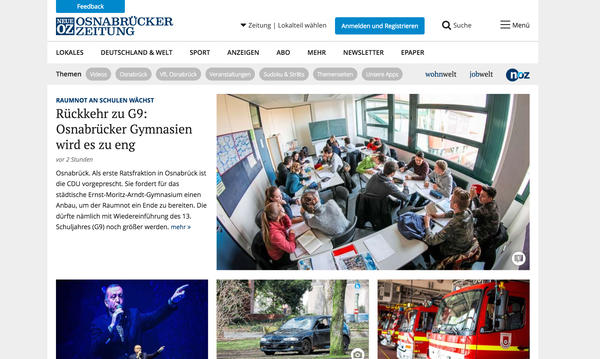 Feedback
NEUE OZ OSNABRÜCKER ZEITUNG
Zeitung | Lokalteil wählen
Anmelden und Registrieren
Suche
Menü
LOKALES DEUTSCHLAND & WELT SPORT ANZEIGEN ABO MEHR NEWSLETTER EPAPER
Themen Videos Osnabrück VfL Osnabrück Veranstaltungen Sudoku & Str8ts Themenseiten Unsere Apps wohnwelt jobwelt noz
RAUMNOT AN SCHULEN WÄCHST
Rückkehr zu G9:
Osnabrücker Gymnasien
wird es zu eng
vor 2 Stunden
Osnabrück. Als erste Ratsfraktion in Osnabrück ist
die CDU vorgeprescht. Sie fordert für das
städtische Ernst-Moritz-Arndt-Gymnasium einen
Anbau, um der Raumnot ein Ende zu bereiten. Die
dürfte nämlich mit Wiedereinführung des 13.
Schuljahres (G9) noch größer werden. mehr »